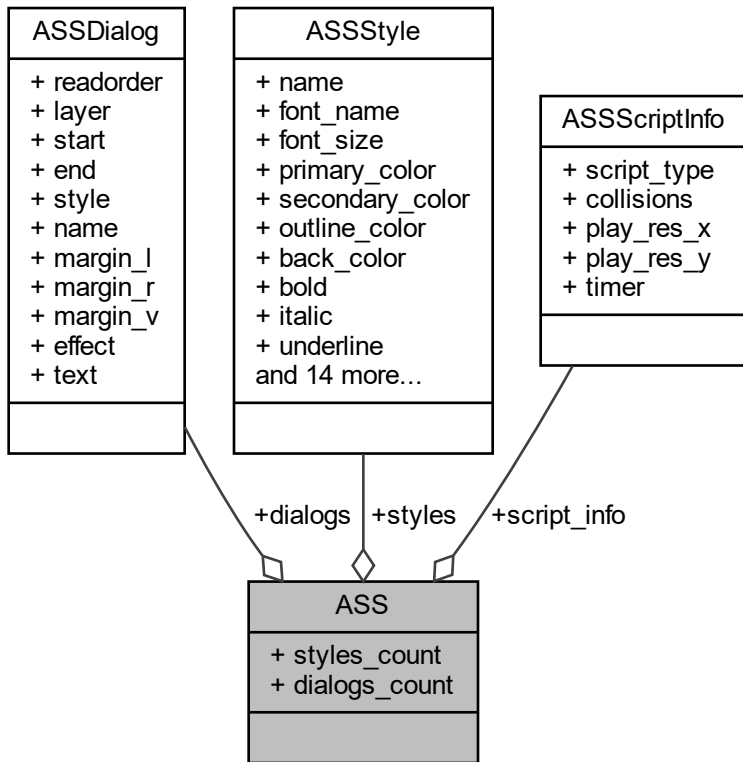 ASSDialog
+ readorder
+ layer
+ start
+ end
+ style
+ name
+ margin_l
+ margin_r
+ margin_v
+ effect
+ text
ASSStyle
+ name
+ font_name
+ font_size
+ primary_color
+ secondary_color
+ outline_color
+ back_color
+ bold
+ italic
+ underline
and 14 more...
ASSScriptInfo
+ script_type
+ collisions
+ play_res_x
+ play_res_y
+ timer
+dialogs
+styles
+script_info
ASS
+ styles_count
+ dialogs_count